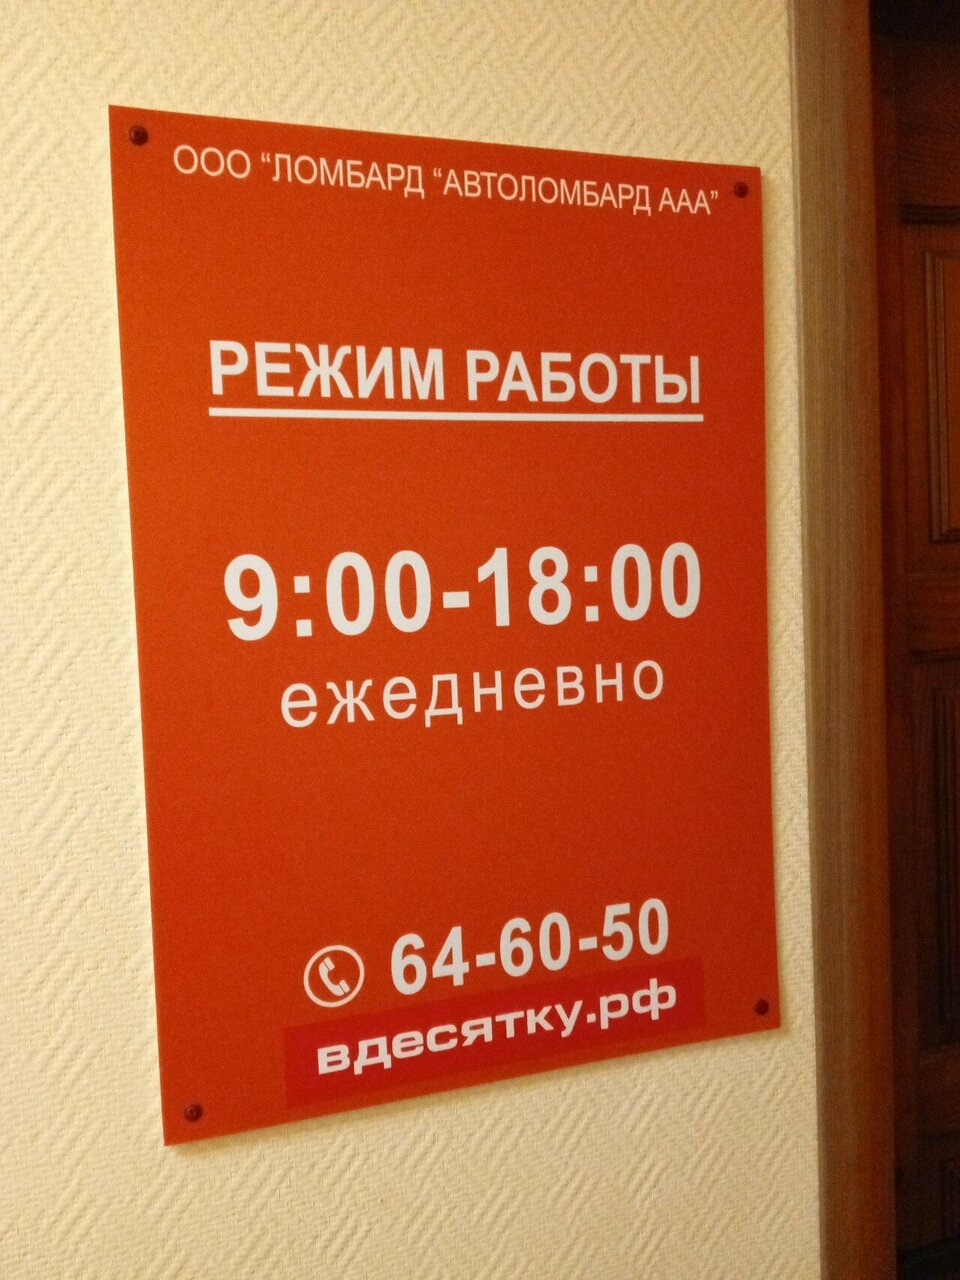 ООО “ЛОМБАРД “АВТОЛОМБАРД ААА”
РЕЖИМ РАБОТЫ
9:00-18:00
ежедневно
64-60-50
вдесятку.рф